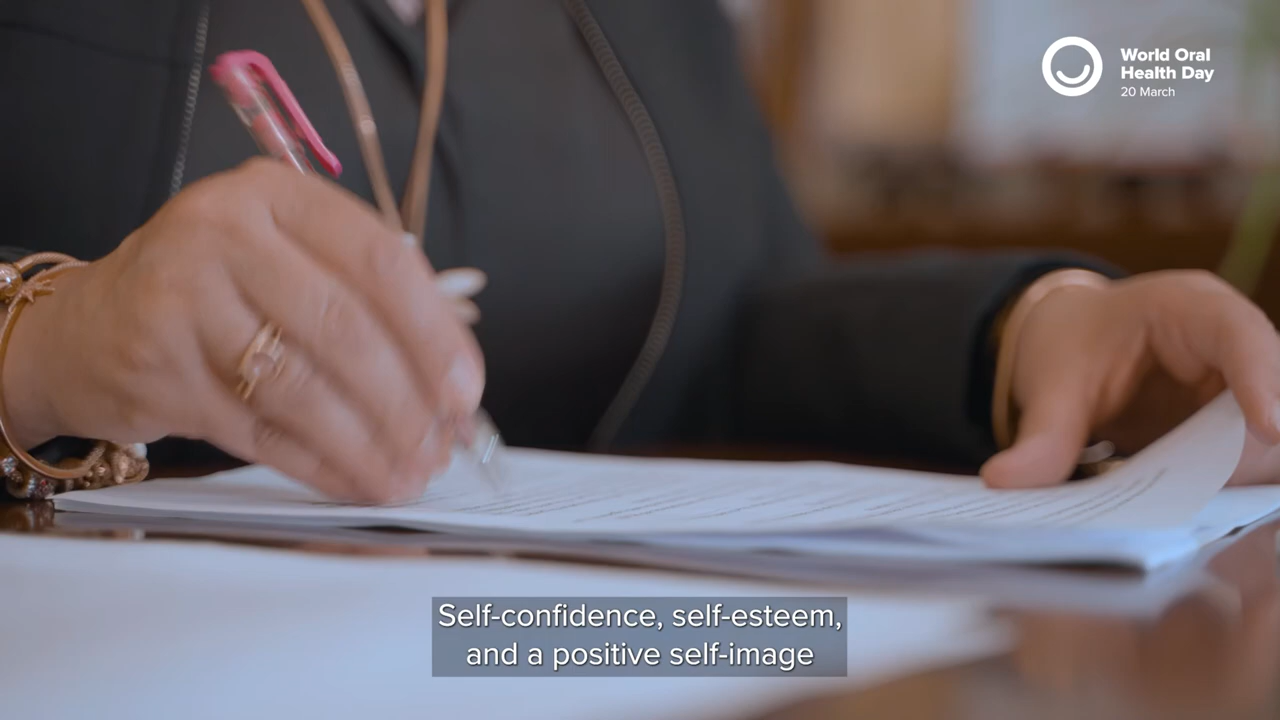 World Oral
Health Day
20 March
Self-confidence, self-esteem,
and a positive self-image